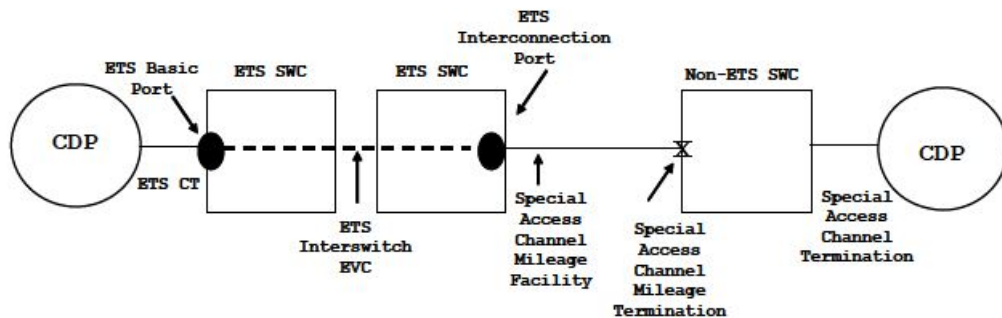 ETS
Interconnection
Port
ETS Basic
Port
ETS SWC
ETS SWC
Non-ETS SWC
CDP
CDP
ETS CT
ETS
Interswitch
EVC
Special
Access
Channel
Mileage
Facility
Special
Access
Channel
Mileage
Termination
Special
Access
Channel
Termination